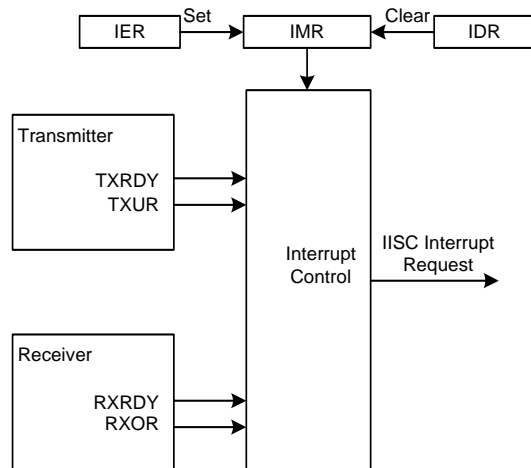 Set
Clear
IER
IMR
IDR
Transmitter
TXRDY
TXUR
Interrupt
Control
IISC Interrupt
Request
Receiver
RXRDY
RXOR